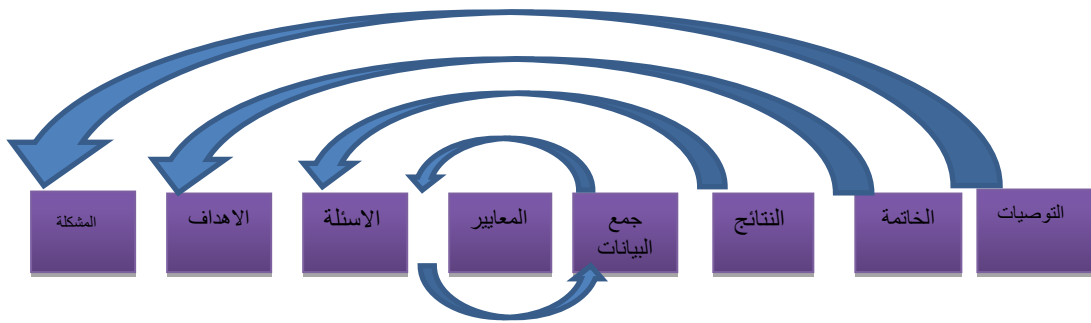 المشكلة
الاهداف
الاسئلة
المعايير
جمع
البيانات
النتائج
الخاتمة
التوصيات